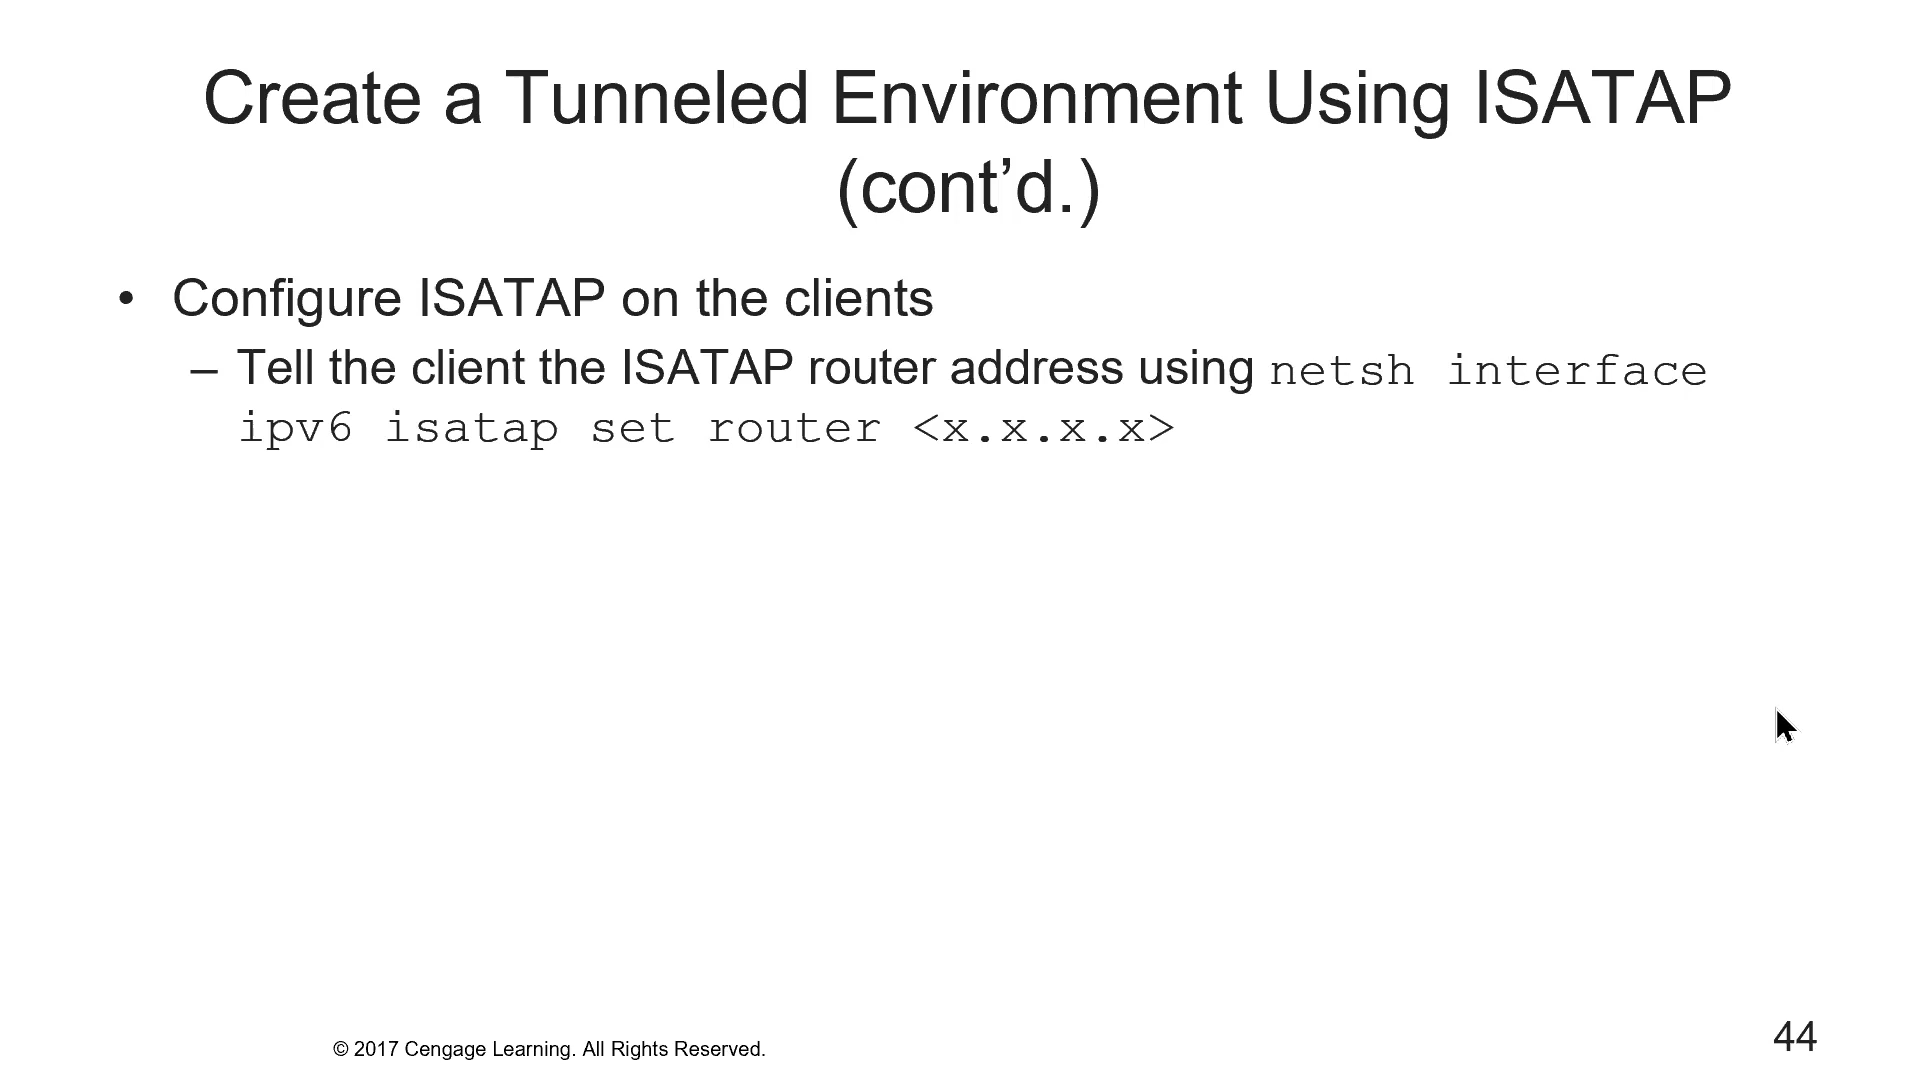 Create a Tunneled Environment Using ISATAP
(cont’d.)
• Configure ISATAP on the clients
– Tell the client the ISATAP router address using netsh interface
ipv6 isatap set router <x.x.x.x>
© 2017 Cengage Learning. All Rights Reserved.
44